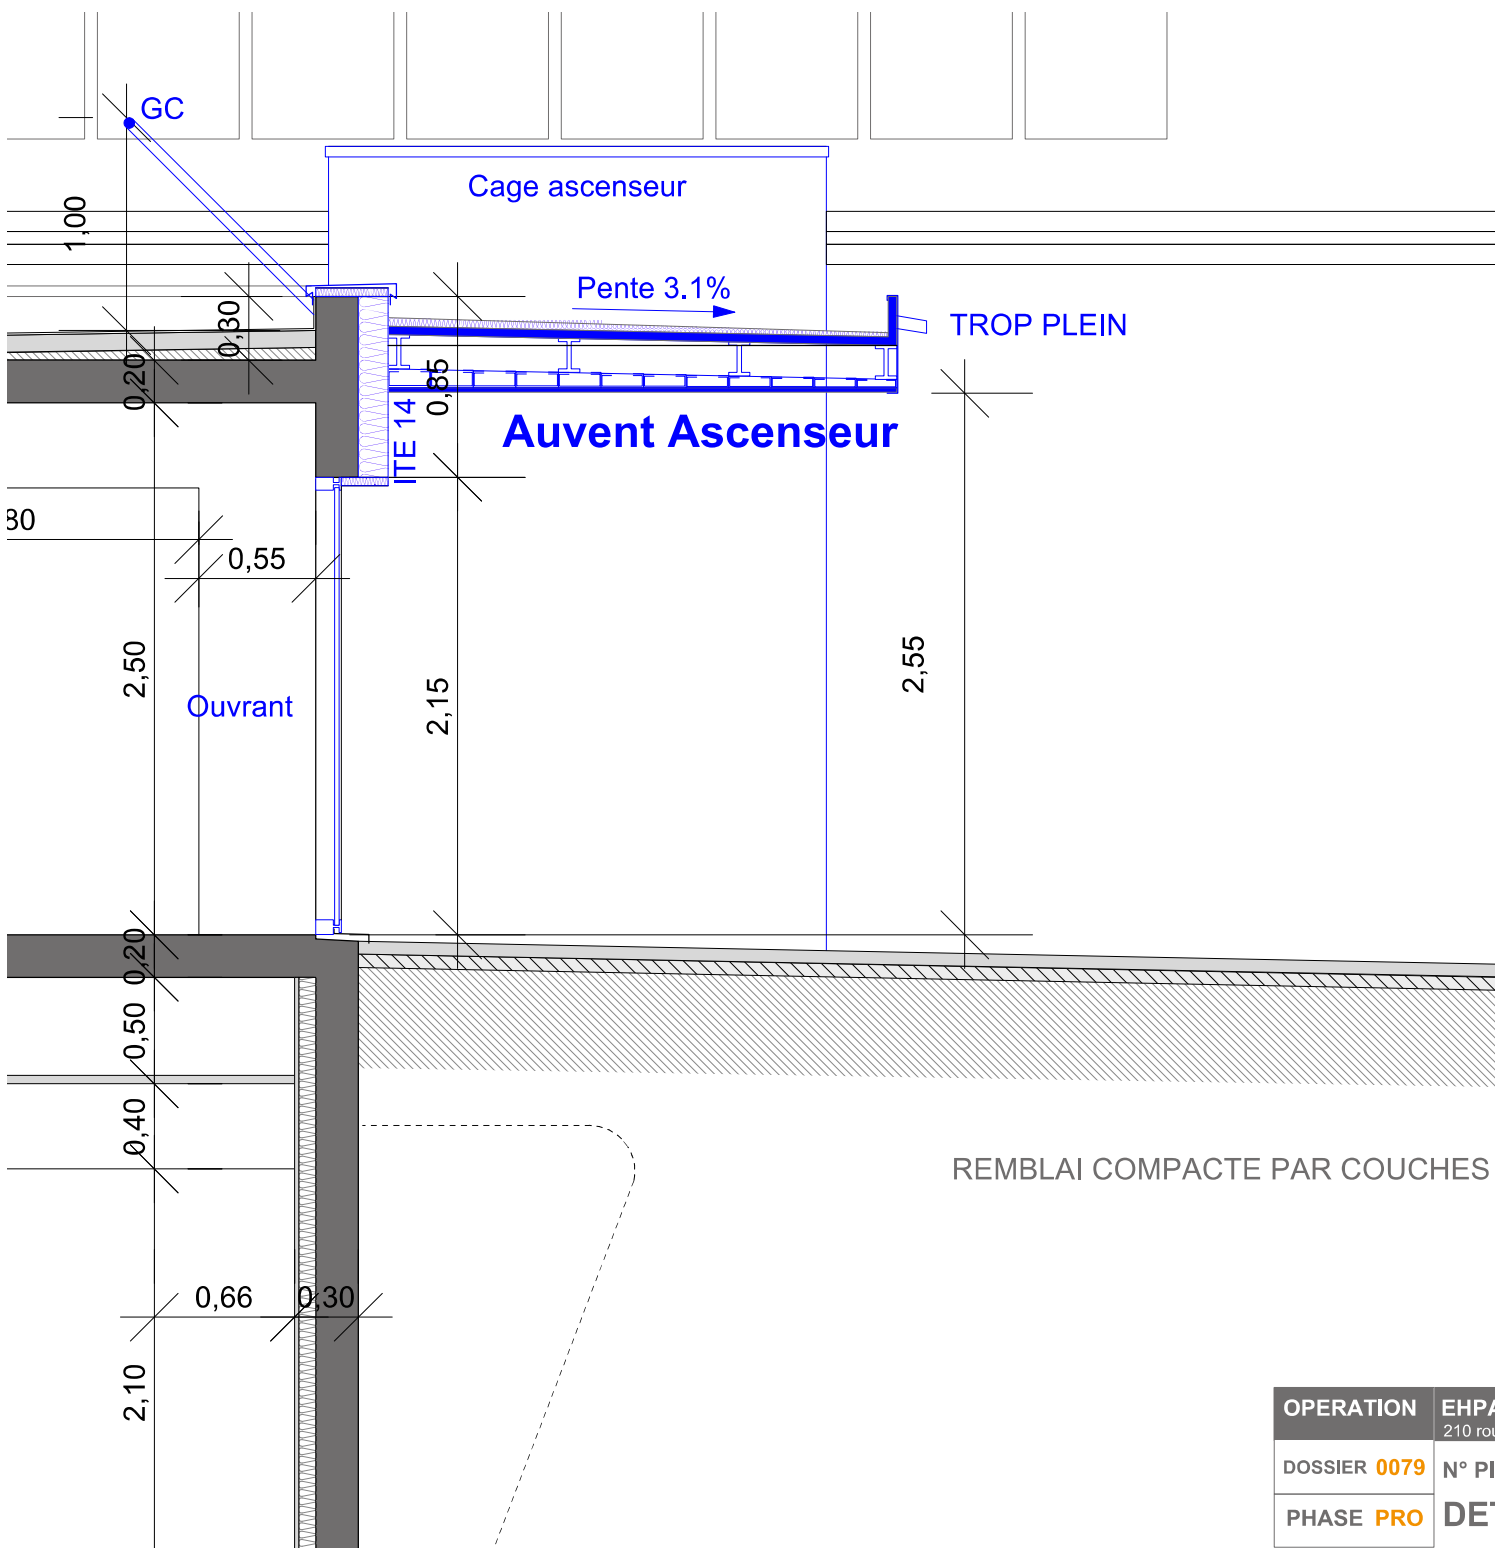 GC
Cage ascenseur
1,00
Pente 3.1%
0,30
TROP PLEIN
0,20
0,85
ITE 14
Auvent Ascenseur
80
0,55
2,50
2,55
Ouvrant
2,15
0,20
0,50
0,40
REMBLAI COMPACTE PAR COUCHES
0,66
0,30
2,10
OPERATION
EHPA
210 rou
DOSSIER 0079
N° Pl
PHASE PRO
DET